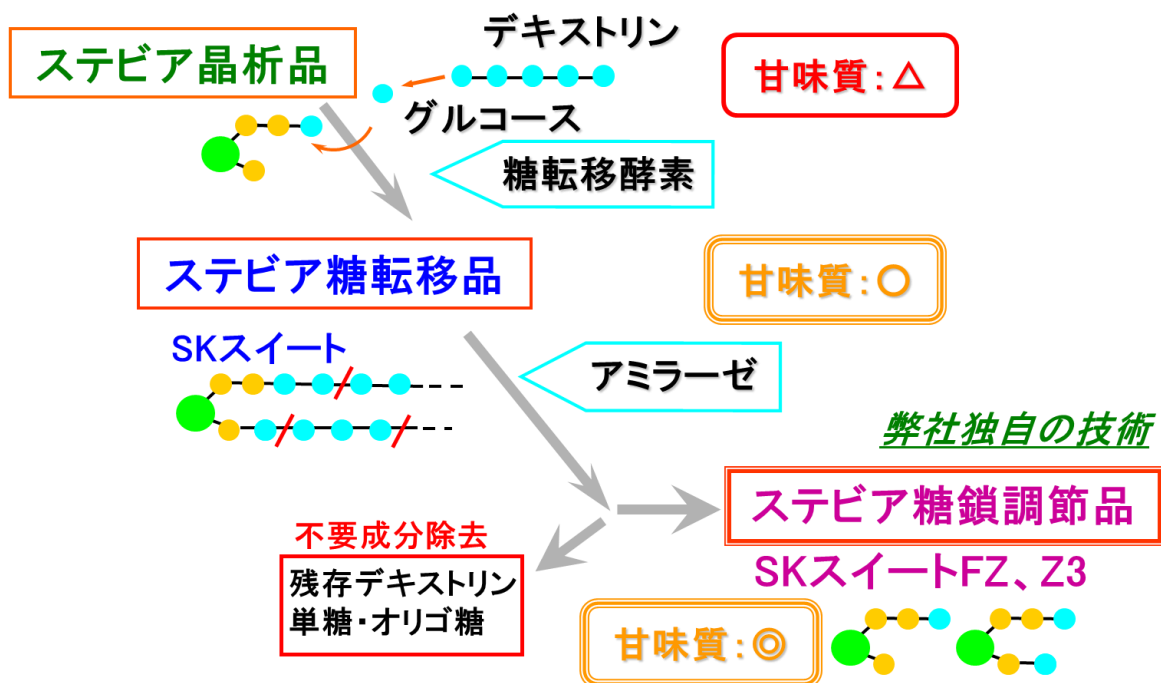 デキストリン
ステビア晶析品
甘味質：△
グルコース
糖転移酵素
ステビア糖転移品
甘味質：○
SKスイート
アミラーゼ
弊社独自の技術
ステビア糖鎖調節品
不要成分除去
残存デキストリン
単糖・オリゴ糖
SKスイートFZ、Z3
甘味質：◎